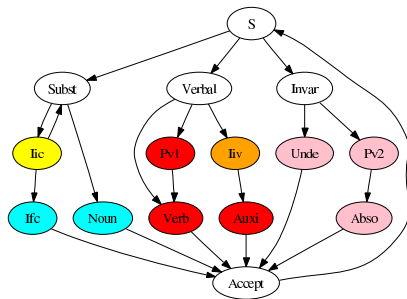 S
Subst Verbal Invar
Iic Pv1 Iiv Unde Pv2
Ifc Noun Verb Auxi Abso
Accept